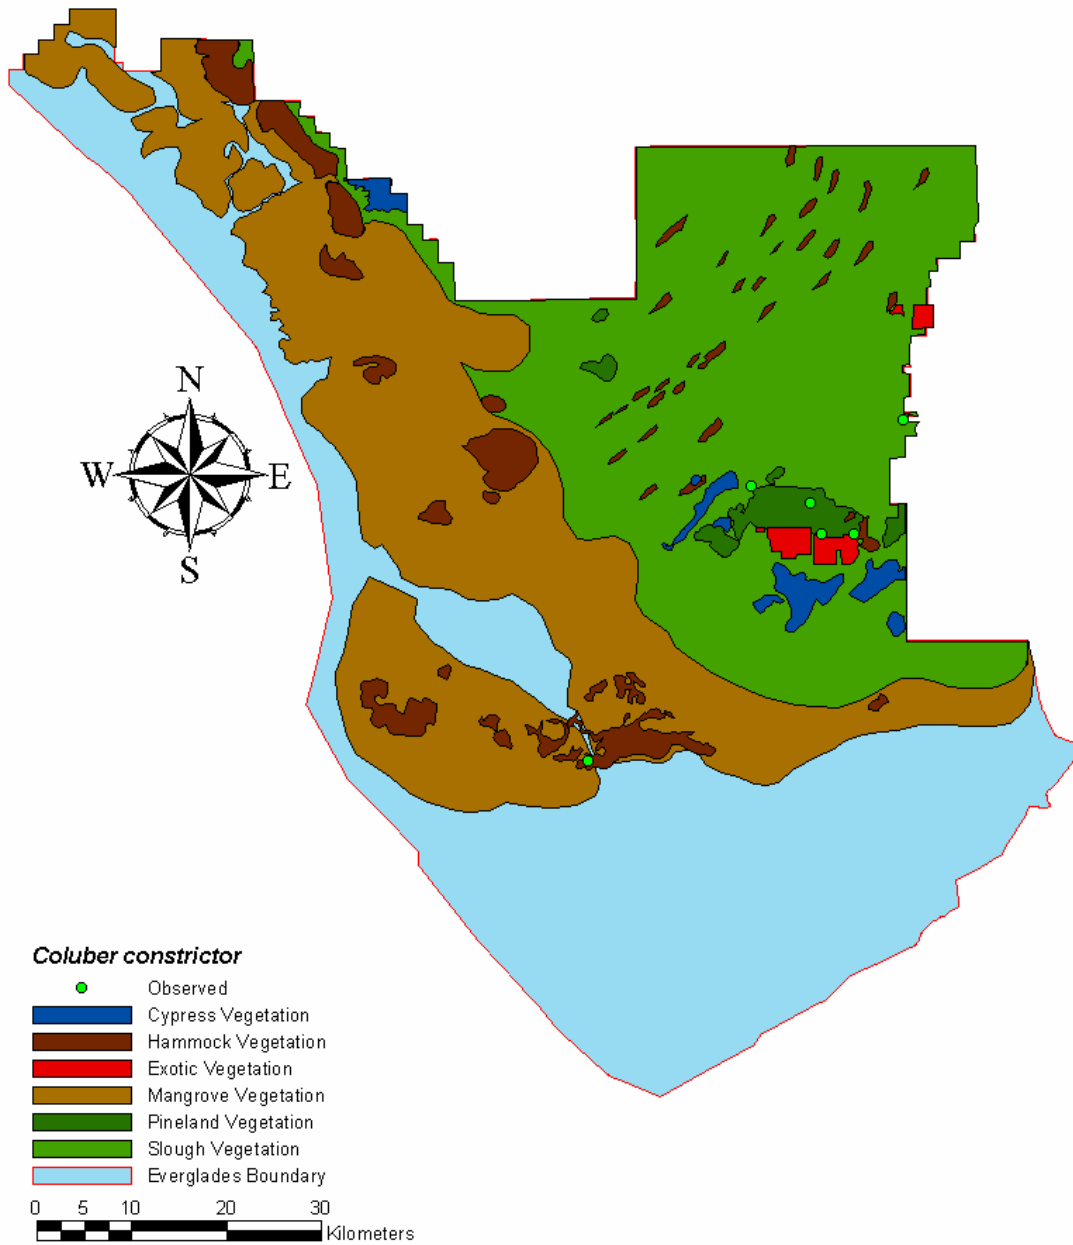 N
W E
S
Coluber constrictor
Observed
Cypress Vegetation
Hammock Vegetation
Exotic Vegetation
Mangrove Vegetation
Pineland Vegetation
Slough Vegetation
Everglades Boundary
0 5 10 20 30
Kilometers